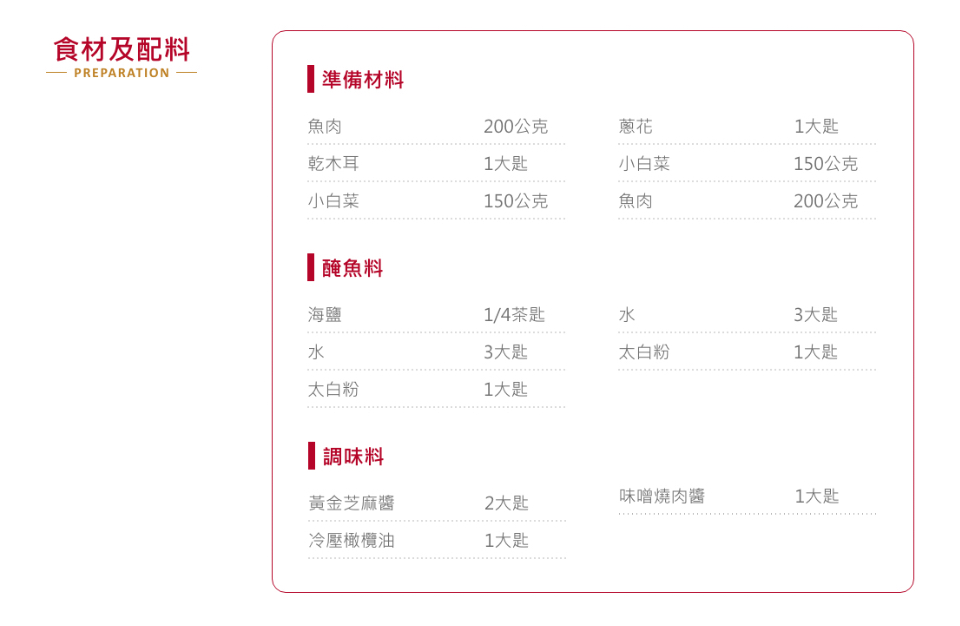 食材及配料
PREPARATION
準備材料
魚肉 200公克 蔥花 1大匙
乾木耳 1大匙 小白菜 150公克
小白菜 150公克 魚肉 200公克
醃魚料
海鹽 1/4茶匙 水 3大匙
水 3大匙 太白粉 1大匙
太白粉 1大匙
調味料
黃金芝麻醬 2大匙 味噌燒肉醬 1大匙
冷壓橄欖油 1大匙